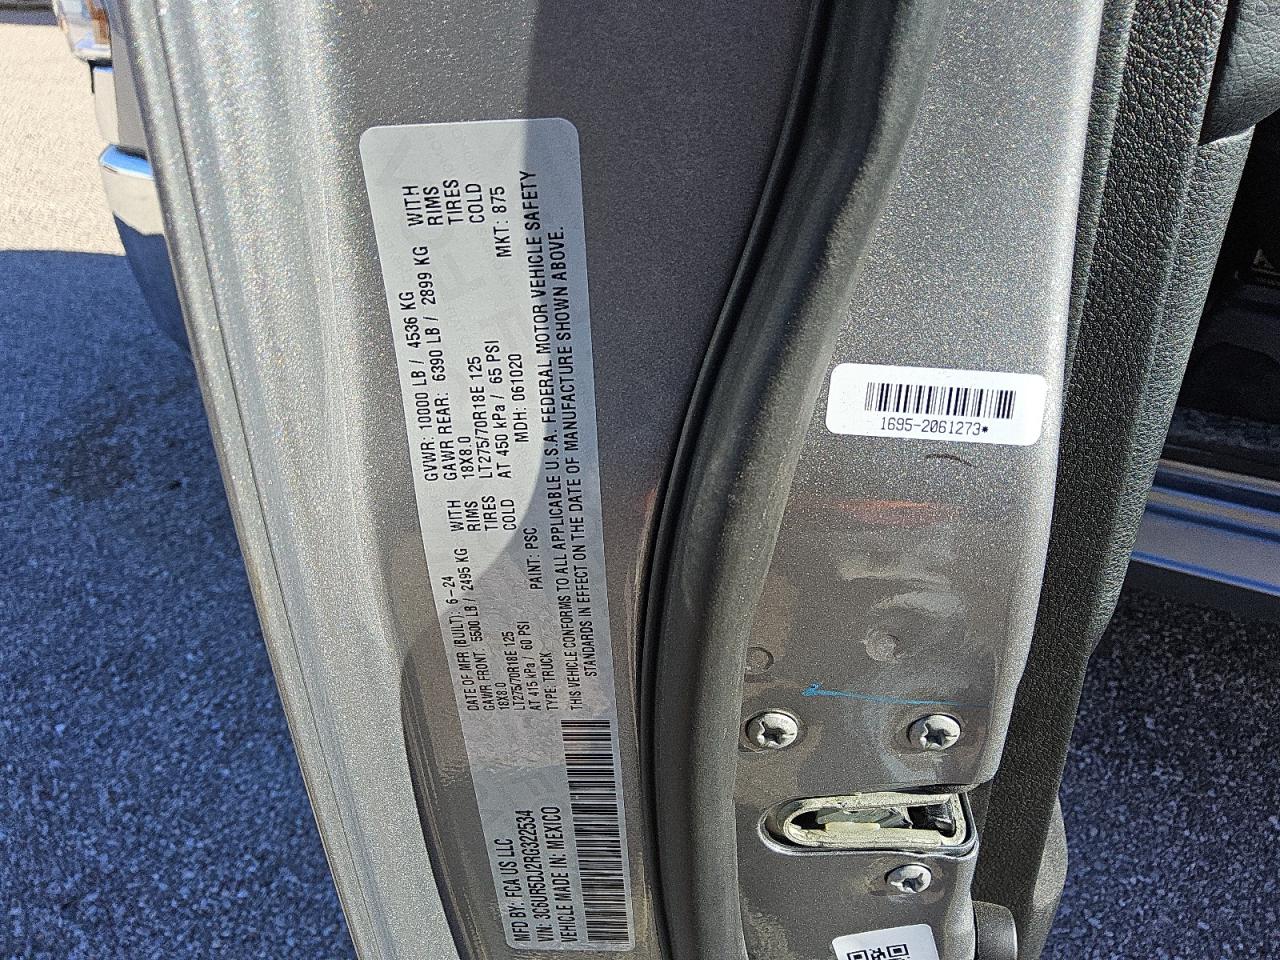 MFD BY: FCA US LLC
DATE OF MFR (BUILT): 6-24
GVWR: 10000 LB / 4536 KG
GAWR FRONT: 5500 LB / 2495 KG WITH
GAWR REAR: 6390 LB / 2899 KG WITH
18X8.0 RIMS
18X8.0 RIMS
LT275/70R18E 125 TIRES
LT275/70R18E 125 TIRES
AT 415 kPa / 60 PSI COLD
AT 450 kPa / 65 PSI COLD
VIN: 3C6UR5DJ2RG322534
TYPE: TRUCK
PAINT: PSC
MDH: 061020
MKT: 875
VEHICLE MADE IN: MEXICO
THIS VEHICLE CONFORMS TO ALL APPLICABLE U.S.A. FEDERAL MOTOR VEHICLE SAFETY
STANDARDS IN EFFECT ON THE DATE OF MANUFACTURE SHOWN ABOVE.
1695-2061273*